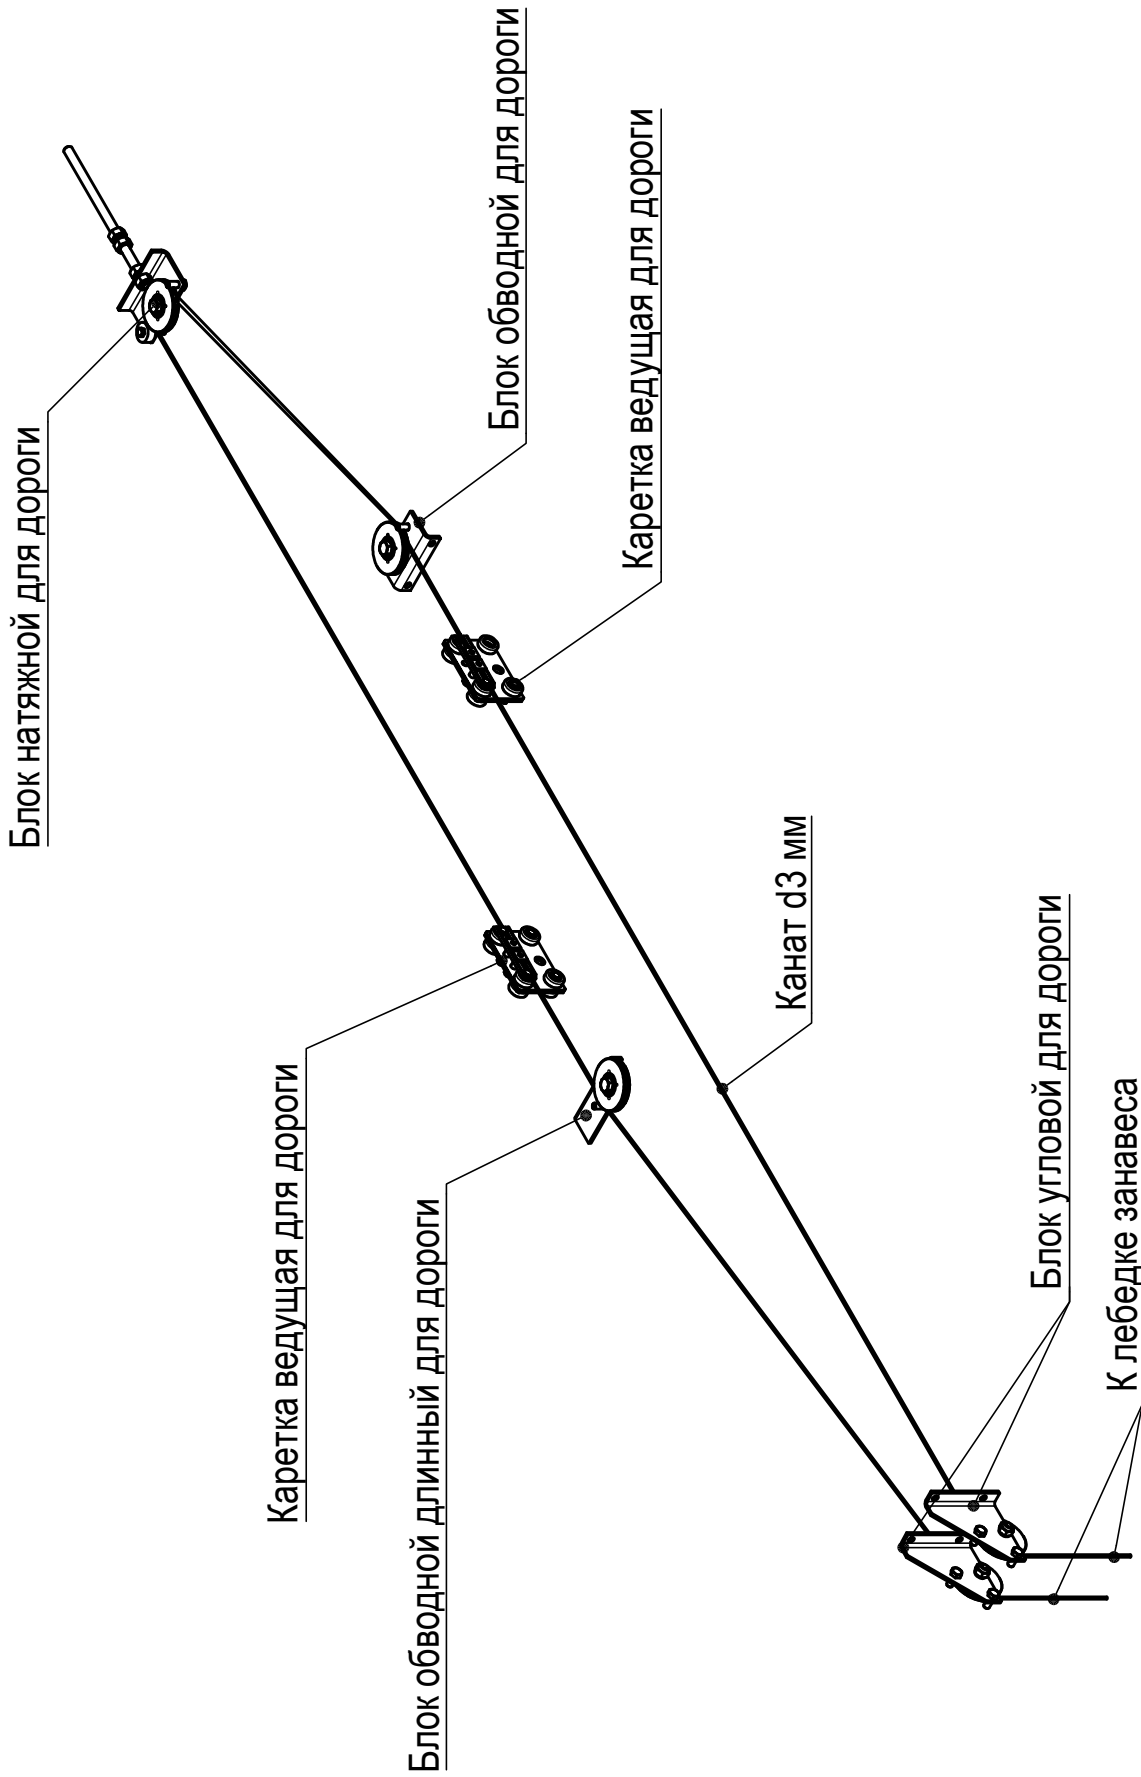 Блок натяжной для дороги
Каретка ведущая для дороги
Блок обводной длинный для дороги
Блок обводной для дороги
Каретка ведущая для дороги
Канат d3 мм
Блок угловой для дороги
К лебедке занавеса